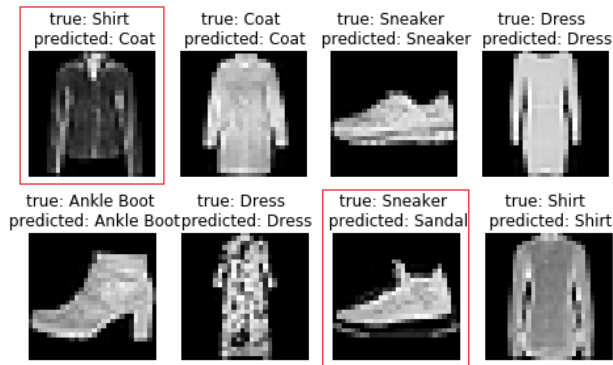 true: Shirt
predicted: Coat
true: Coat
predicted: Coat
true: Sneaker
predicted: Sneaker
true: Dress
predicted: Dress
true: Ankle Boot
predicted: Ankle Boot
true: Dress
predicted: Dress
true: Sneaker
predicted: Sandal
true: Shirt
predicted: Shirt